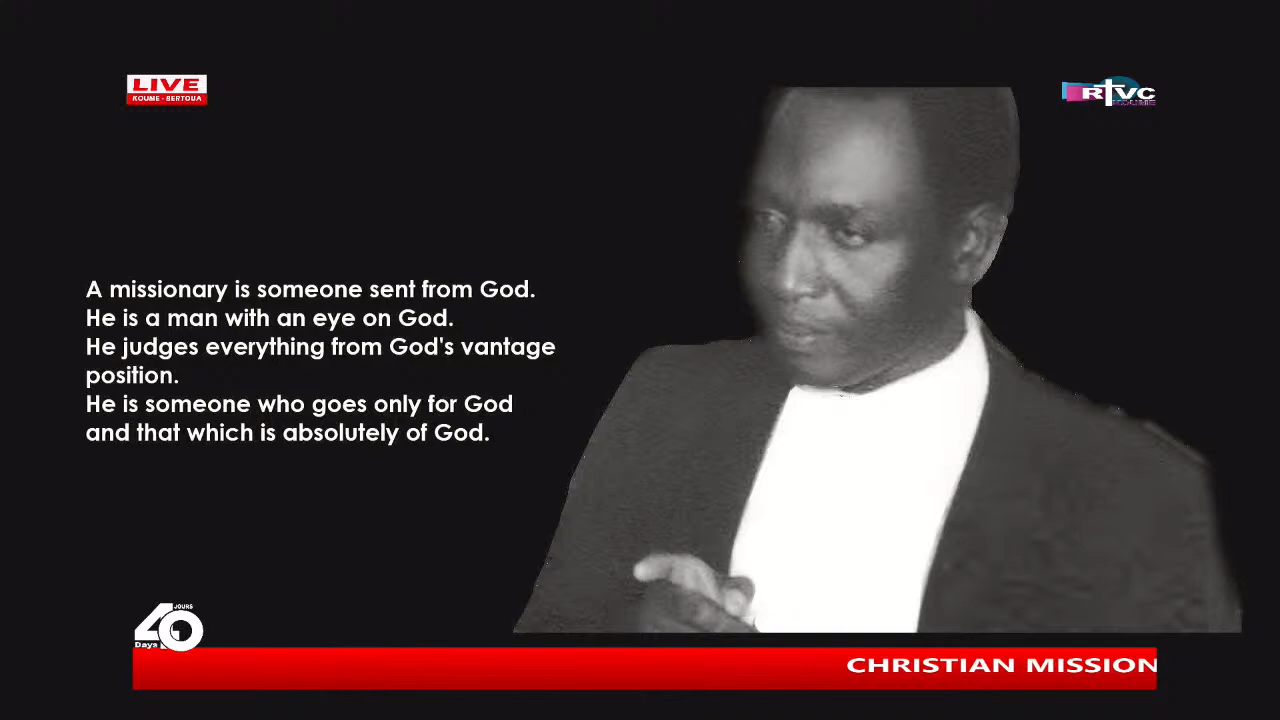 LIVE
KOUME - BERTOUA
RTVC
KOUME
A missionary is someone sent from God.
He is a man with an eye on God.
He judges everything from God's vantage
position.
He is someone who goes only for God
and that which is absolutely of God.
40
JOURS
Days
CHRISTIAN MISSION